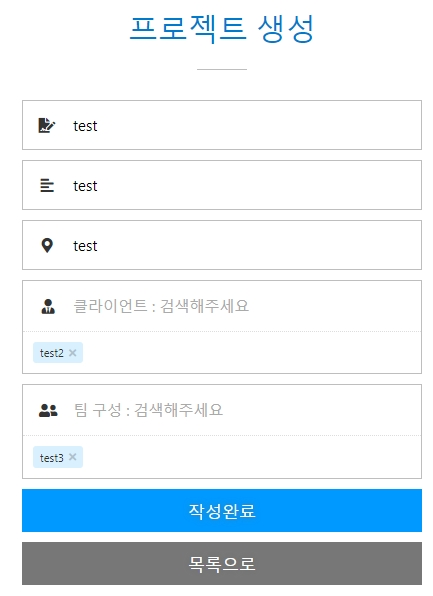 프로젝트 생성
test
test
test
클라이언트 : 검색해주세요
test2 ×
팀 구성 : 검색해주세요
test3 ×
작성완료
목록으로